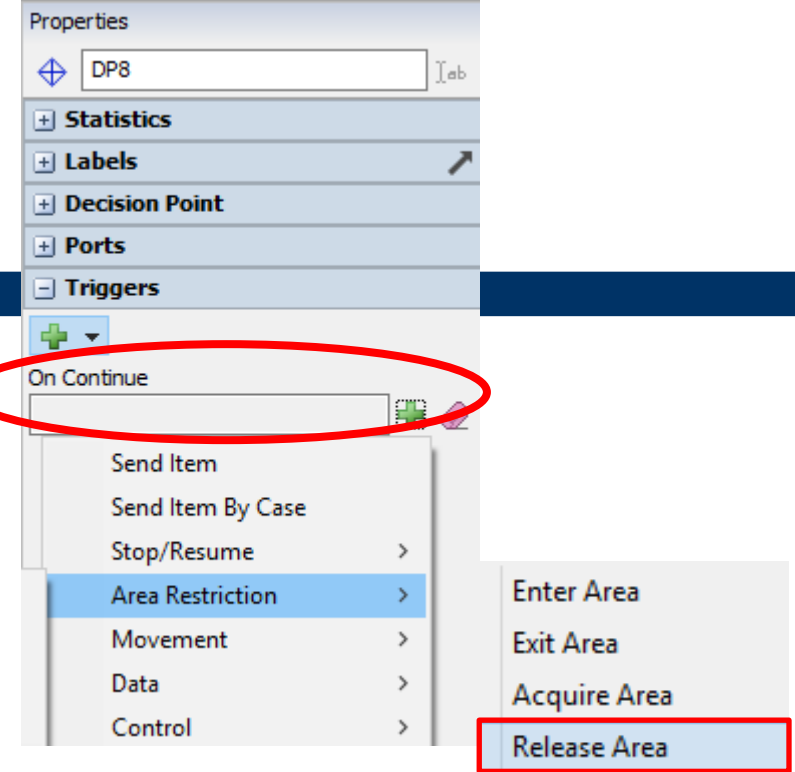 Properties
DP8
ab
Statistics
Labels
Decision Point
Ports
Triggers
On Continue
Send Item
Send Item By Case
Stop/Resume >
Area Restriction >
Movement >
Data >
Control >
Enter Area
Exit Area
Acquire Area
Release Area